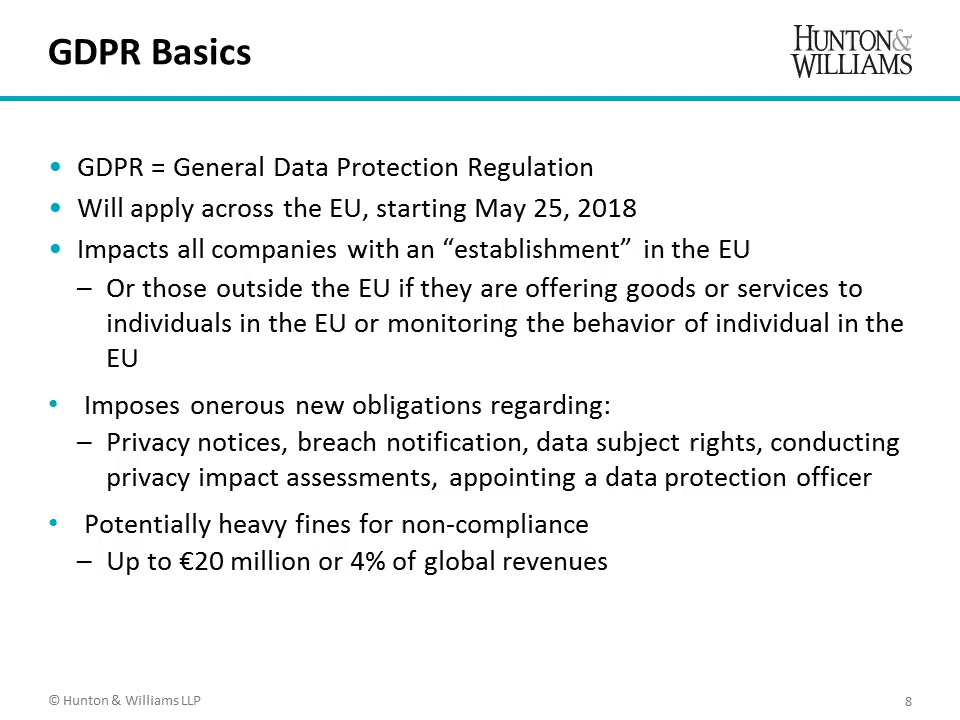 GDPR Basics
HUNTON&
WILLIAMS
• GDPR = General Data Protection Regulation
• Will apply across the EU, starting May 25, 2018
• Impacts all companies with an “establishment” in the EU
– Or those outside the EU if they are offering goods or services to
individuals in the EU or monitoring the behavior of individual in the
EU
• Imposes onerous new obligations regarding:
– Privacy notices, breach notification, data subject rights, conducting
privacy impact assessments, appointing a data protection officer
• Potentially heavy fines for non-compliance
– Up to €20 million or 4% of global revenues
© Hunton & Williams LLP
8